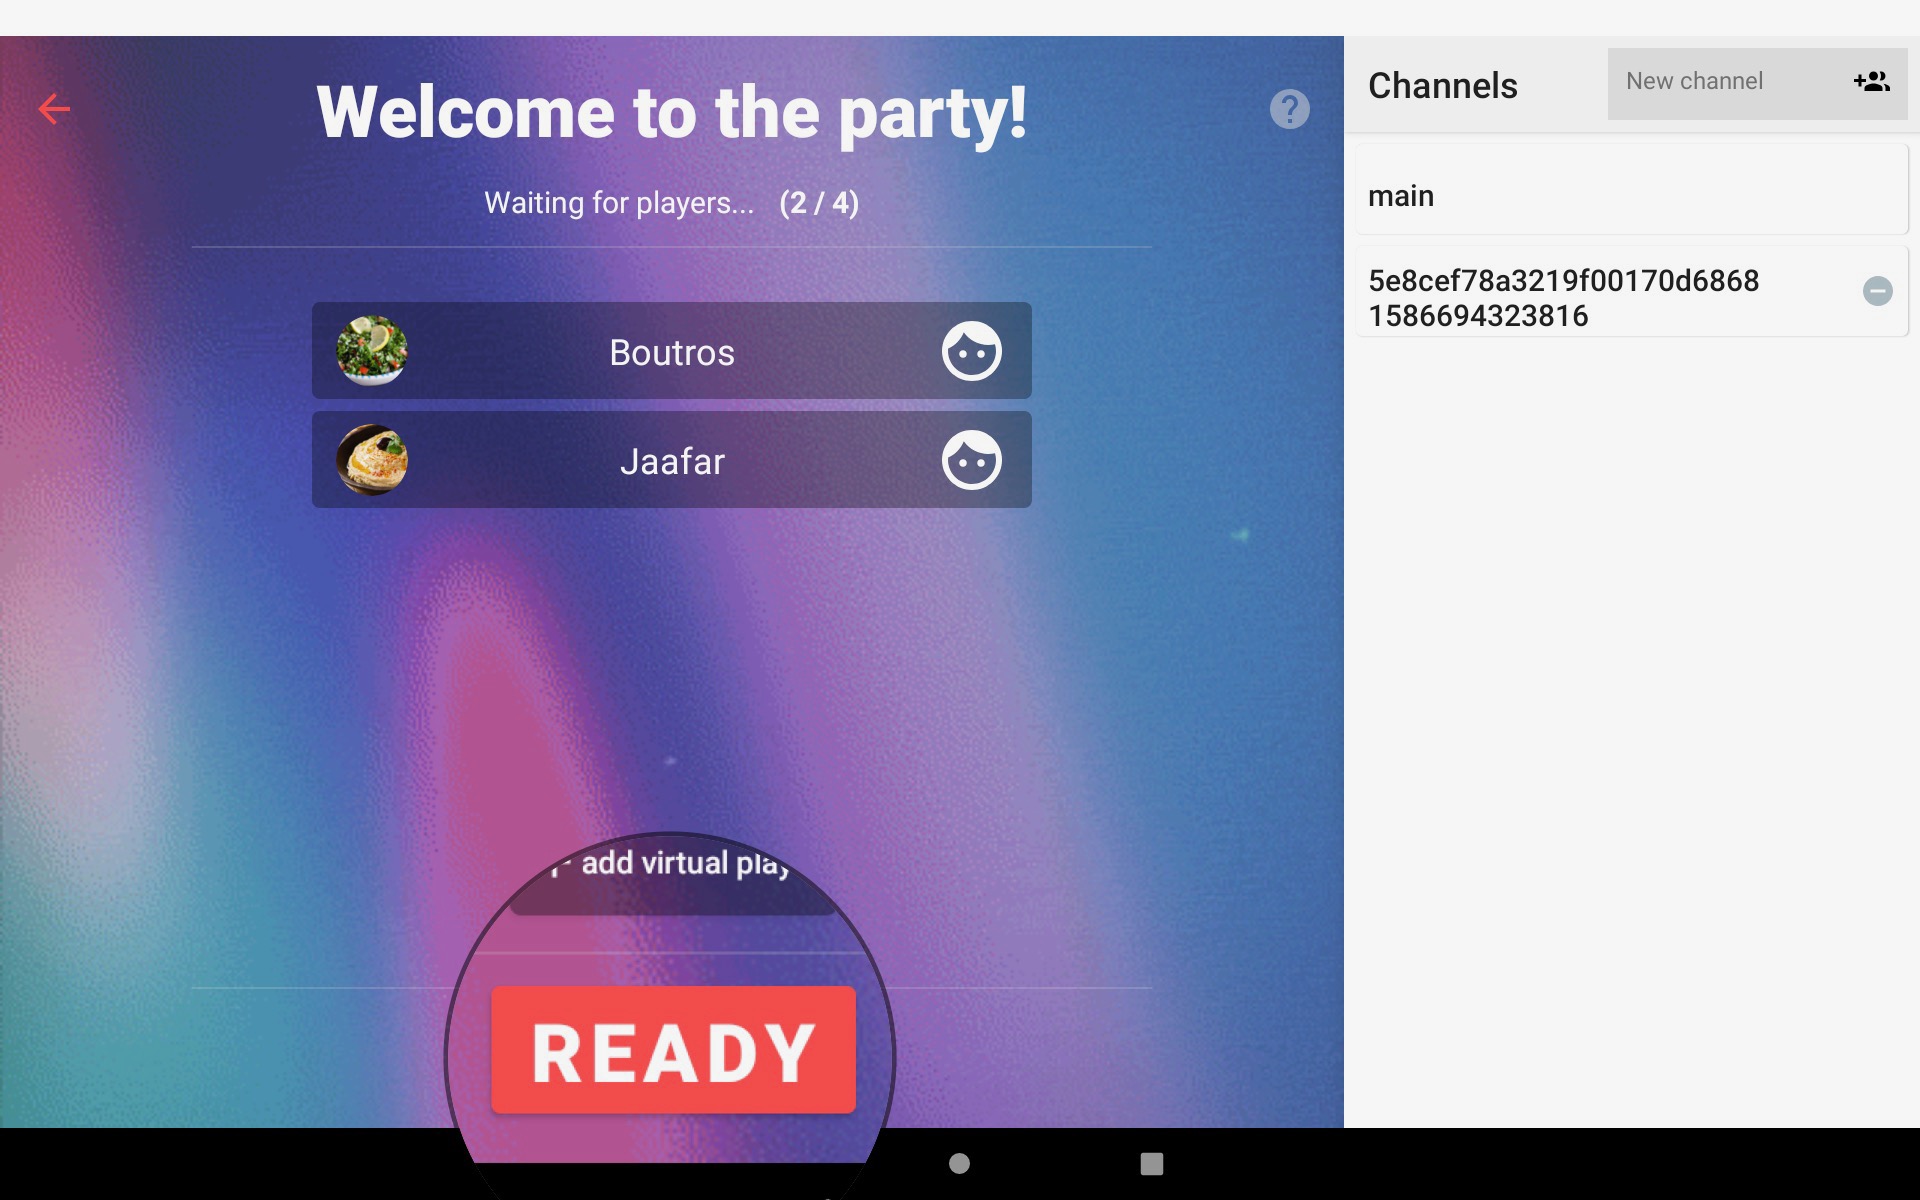 Welcome to the party!
Waiting for players... (2 / 4)
Boutros
Jaafar
add virtual
READY
Channels
New channel
main
5e8cef78a3219f00170d6868
1586694323816